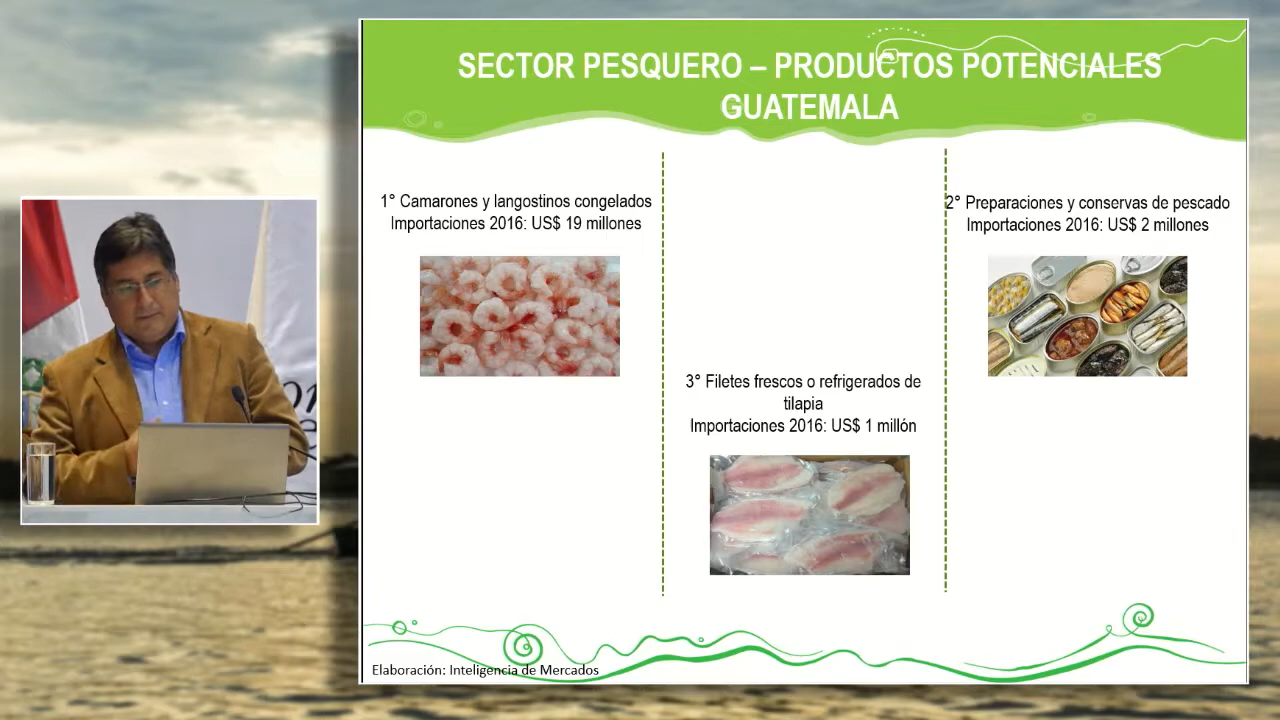 SECTOR PESQUERO – PRODUCTOS POTENCIALES
GUATEMALA
1° Camarones y langostinos congelados
Importaciones 2016: US$ 19 millones
2° Preparaciones y conservas de pescado
Importaciones 2016: US$ 2 millones
3° Filetes frescos o refrigerados de
tilapia
Importaciones 2016: US$ 1 millón
Elaboración: Inteligencia de Mercados